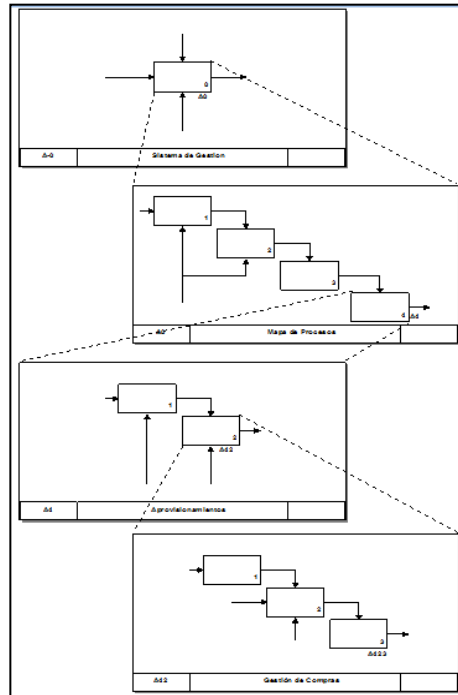 0
A0
A-0 Sistema de Gestion
1
2
3
4 A4
A0 Mapa de Procesos
1
2
A42
A4 Aprovisionamientos
1
2
3
A423
A42 Gestión de Compras